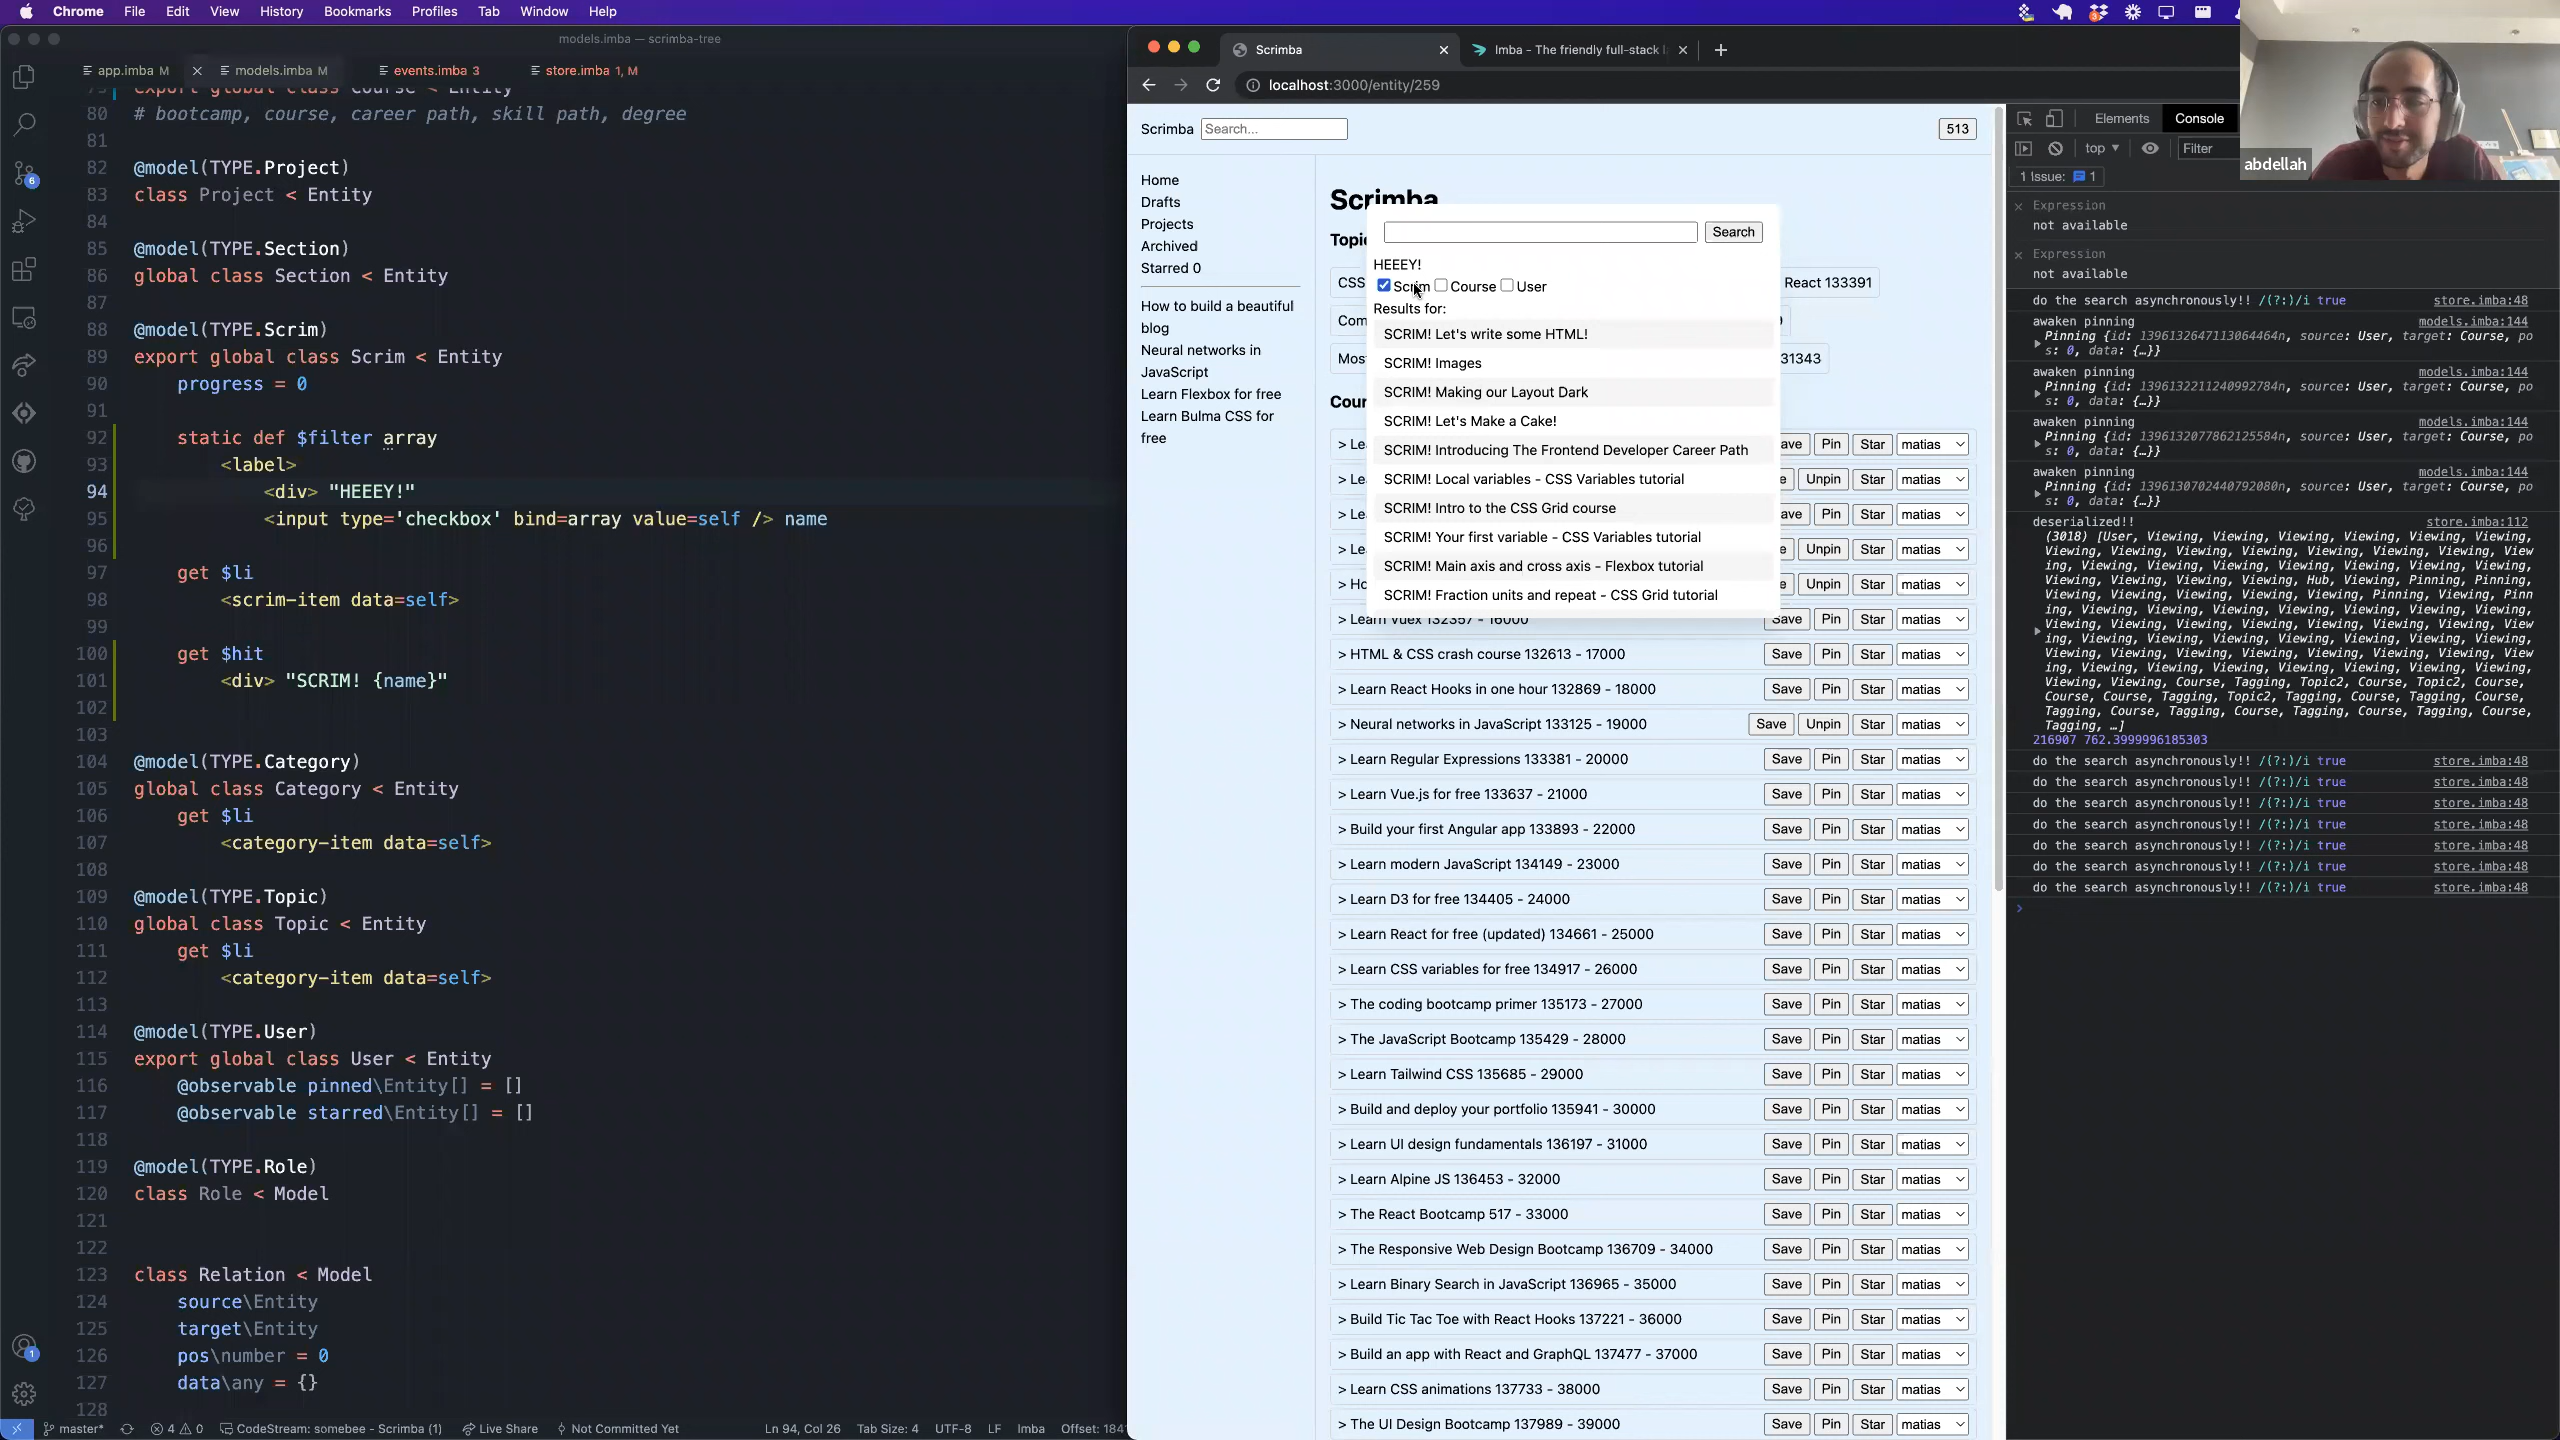 Chrome File Edit View History Bookmarks Profiles Tab Window Help
models.imba — scrimba-tree
app.imba M
models.imba M
events.imba 3
store.imba 1, M
80 # bootcamp, course, career path, skill path, degree
81
82 @model(TYPE.Project)
83 class Project < Entity
84
85 @model(TYPE.Section)
86 global class Section < Entity
87
88 @model(TYPE.Scrim)
89 export global class Scrim < Entity
90 progress = 0
91
92 static def $filter array
93 <label>
94 <div> "HEEEY!"
95 <input type='checkbox' bind=array value=self /> name
96
97 get $li
98 <scrim-item data=self>
99
100 get $hit
101 <div> "SCRIM! {name}"
102
103
104 @model(TYPE.Category)
105 global class Category < Entity
106 get $li
107 <category-item data=self>
108
109 @model(TYPE.Topic)
110 global class Topic < Entity
111 get $li
112 <category-item data=self>
113
114 @model(TYPE.User)
115 export global class User < Entity
116 @observable pinned\Entity[] = []
117 @observable starred\Entity[] = []
118
119 @model(TYPE.Role)
120 class Role < Model
121
122
123 class Relation < Model
124 source\Entity
125 target\Entity
126 pos\number = 0
127 data\any = {}
128
6
1
master* 4 0 CodeStream: somebee - Scrimba (1) Live Share Not Committed Yet Ln 94, Col 26 Tab Size: 4 UTF-8 LF Imba Offset: 184
Scrimba
Imba - The friendly full-stack
localhost:3000/entity/259
Scrimba Search... 513
Home
Drafts
Projects
Archived
Starred 0
How to build a beautiful
blog
Neural networks in
JavaScript
Learn Flexbox for free
Learn Bulma CSS for
free
Scrimba
Search
HEEEY!
Scrim Course User
Results for:
SCRIM! Let's write some HTML!
SCRIM! Images
SCRIM! Making our Layout Dark
SCRIM! Let's Make a Cake!
SCRIM! Introducing The Frontend Developer Career Path
SCRIM! Local variables - CSS Variables tutorial
SCRIM! Intro to the CSS Grid course
SCRIM! Your first variable - CSS Variables tutorial
SCRIM! Main axis and cross axis - Flexbox tutorial
SCRIM! Fraction units and repeat - CSS Grid tutorial
Topi
CSS
React 133391
Com
Mos
31343
Cour
> Le ave Pin Star matias
> Le e Unpin Star matias
> Le ave Pin Star matias
> Le e Unpin Star matias
> Ho e Unpin Star matias
> Learn Vuex 132357 - 16000 Save Pin Star matias
> HTML & CSS crash course 132613 - 17000 Save Pin Star matias
> Learn React Hooks in one hour 132869 - 18000 Save Pin Star matias
> Neural networks in JavaScript 133125 - 19000 Save Unpin Star matias
> Learn Regular Expressions 133381 - 20000 Save Pin Star matias
> Learn Vue.js for free 133637 - 21000 Save Pin Star matias
> Build your first Angular app 133893 - 22000 Save Pin Star matias
> Learn modern JavaScript 134149 - 23000 Save Pin Star matias
> Learn D3 for free 134405 - 24000 Save Pin Star matias
> Learn React for free (updated) 134661 - 25000 Save Pin Star matias
> Learn CSS variables for free 134917 - 26000 Save Pin Star matias
> The coding bootcamp primer 135173 - 27000 Save Pin Star matias
> The JavaScript Bootcamp 135429 - 28000 Save Pin Star matias
> Learn Tailwind CSS 135685 - 29000 Save Pin Star matias
> Build and deploy your portfolio 135941 - 30000 Save Pin Star matias
> Learn UI design fundamentals 136197 - 31000 Save Pin Star matias
> Learn Alpine JS 136453 - 32000 Save Pin Star matias
> The React Bootcamp 517 - 33000 Save Pin Star matias
> The Responsive Web Design Bootcamp 136709 - 34000 Save Pin Star matias
> Learn Binary Search in JavaScript 136965 - 35000 Save Pin Star matias
> Build Tic Tac Toe with React Hooks 137221 - 36000 Save Pin Star matias
> Build an app with React and GraphQL 137477 - 37000 Save Pin Star matias
> Learn CSS animations 137733 - 38000 Save Pin Star matias
> The UI Design Bootcamp 137989 - 39000 Save Pin Star matias
Elements Console
top Filter
1 Issue: 1
abdellah
Expression
not available
Expression
not available
do the search asynchronously!! /(?:)/i true store.imba:48
awaken pinning models.imba:144
Pinning {id: 1396132647113064464n, source: User, target: Course, po
s: 0, data: {…}}
awaken pinning models.imba:144
Pinning {id: 1396132211240992784n, source: User, target: Course, po
s: 0, data: {…}}
awaken pinning models.imba:144
Pinning {id: 1396132077862125584n, source: User, target: Course, po
s: 0, data: {…}}
awaken pinning models.imba:144
Pinning {id: 1396130702440792080n, source: User, target: Course, po
s: 0, data: {…}}
deserialized!! store.imba:112
(3018) [User, Viewing, Viewing, Viewing, Viewing, Viewing, Viewing,
Viewing, Viewing, Viewing, Viewing, Viewing, Viewing, Viewing, View
ing, Viewing, Viewing, Viewing, Viewing, Viewing, Viewing, Viewing,
Viewing, Viewing, Viewing, Viewing, Viewing, Hub, Viewing, Pinning, Pinning,
Viewing, Viewing, Viewing, Viewing, Viewing, Viewing, Pinning, Pinn
ing, Viewing, Viewing, Viewing, Viewing, Viewing, Viewing, Viewing,
Viewing, Viewing, Viewing, Viewing, Viewing, Viewing, Viewing, View
ing, Viewing, Viewing, Viewing, Viewing, Viewing, Viewing, Viewing,
Viewing, Viewing, Viewing, Viewing, Viewing, Viewing, Viewing, View
ing, Viewing, Viewing, Viewing, Viewing, Viewing, Viewing, Viewing,
Viewing, Viewing, Course, Tagging, Topic2, Course, Topic2, Course,
Course, Course, Tagging, Topic2, Tagging, Course, Tagging, Course,
Tagging, Course, Tagging, Course, Tagging, Course, Tagging, Course,
Tagging, …]
216907 762.3999996185303
do the search asynchronously!! /(?:)/i true store.imba:48
do the search asynchronously!! /(?:)/i true store.imba:48
do the search asynchronously!! /(?:)/i true store.imba:48
do the search asynchronously!! /(?:)/i true store.imba:48
do the search asynchronously!! /(?:)/i true store.imba:48
do the search asynchronously!! /(?:)/i true store.imba:48
do the search asynchronously!! /(?:)/i true store.imba:48